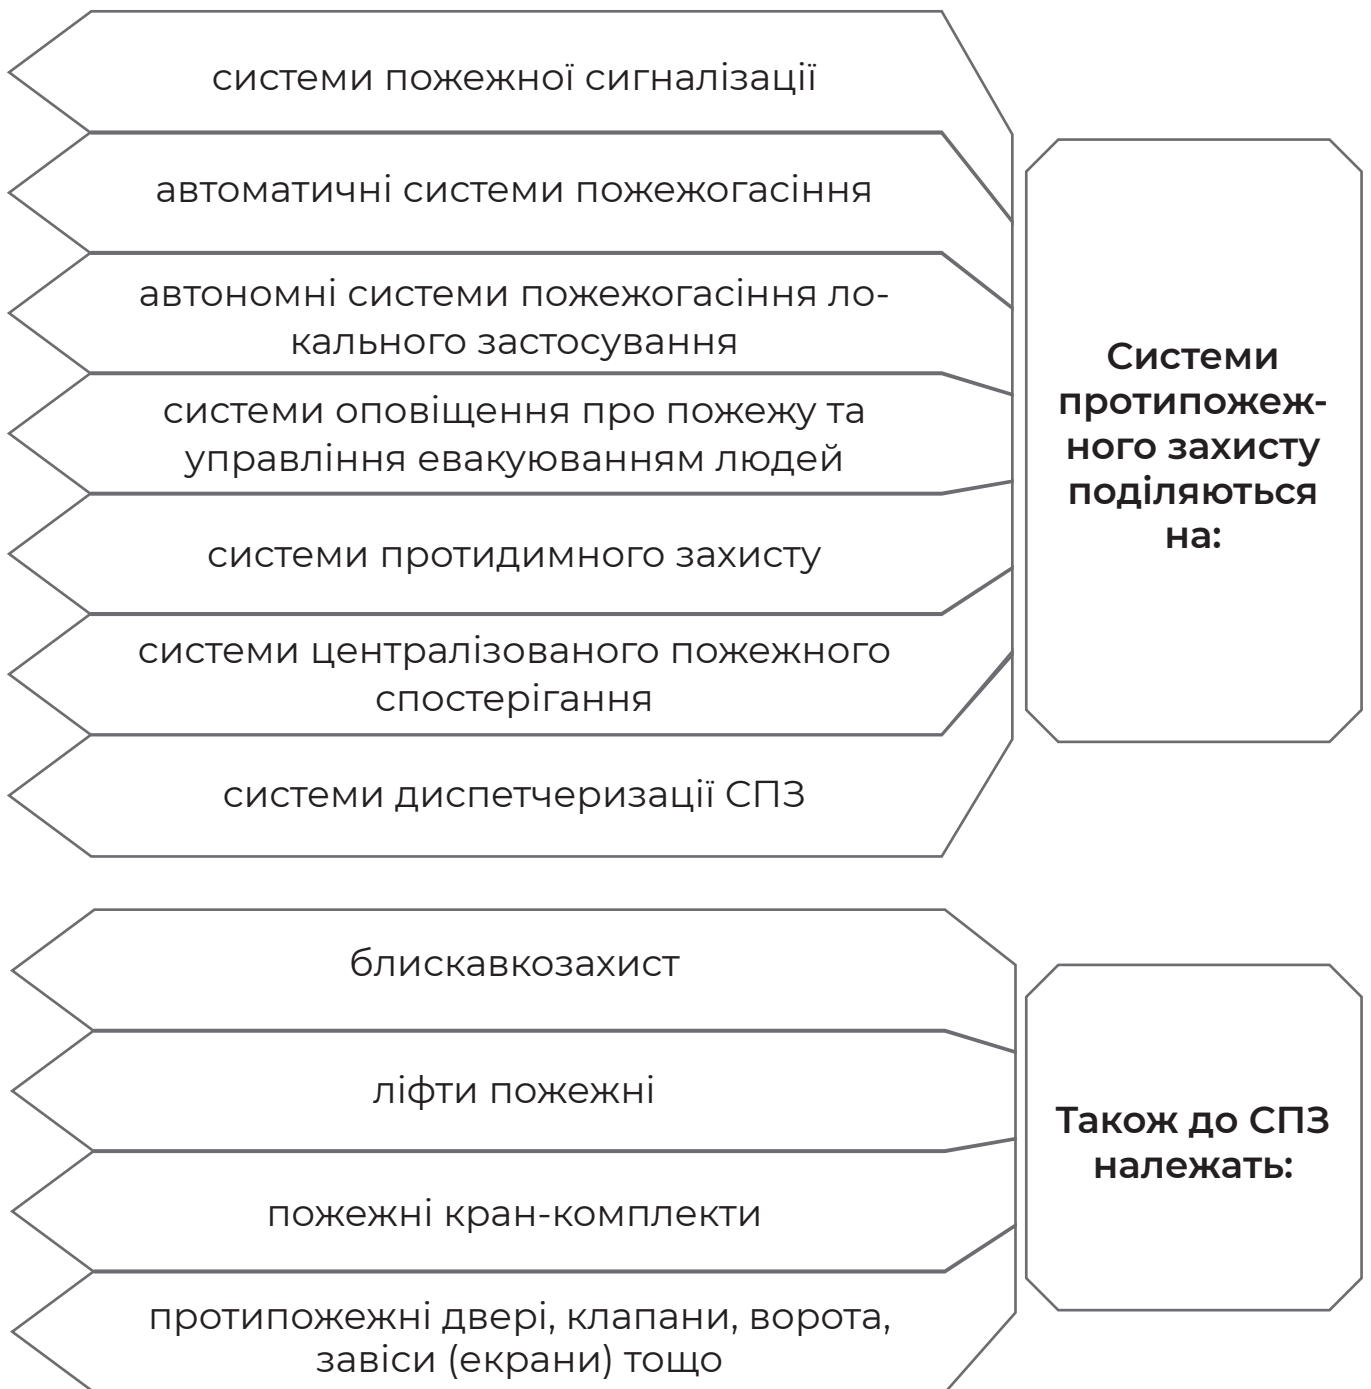 системи пожежної сигналізації
автоматичні системи пожежогасіння
автономні системи пожежогасіння ло-
кального застосування
системи оповіщення про пожежу та
управління евакуюванням людей
системи протидимного захисту
системи централізованого пожежного
спостерігання
системи диспетчеризації СПЗ
Системи
протипожеж-
ного захисту
поділяються
на:
блискавкозахист
ліфти пожежні
пожежні кран-комплекти
протипожежні двері, клапани, ворота,
завіси (екрани) тощо
Також до СПЗ
належать: